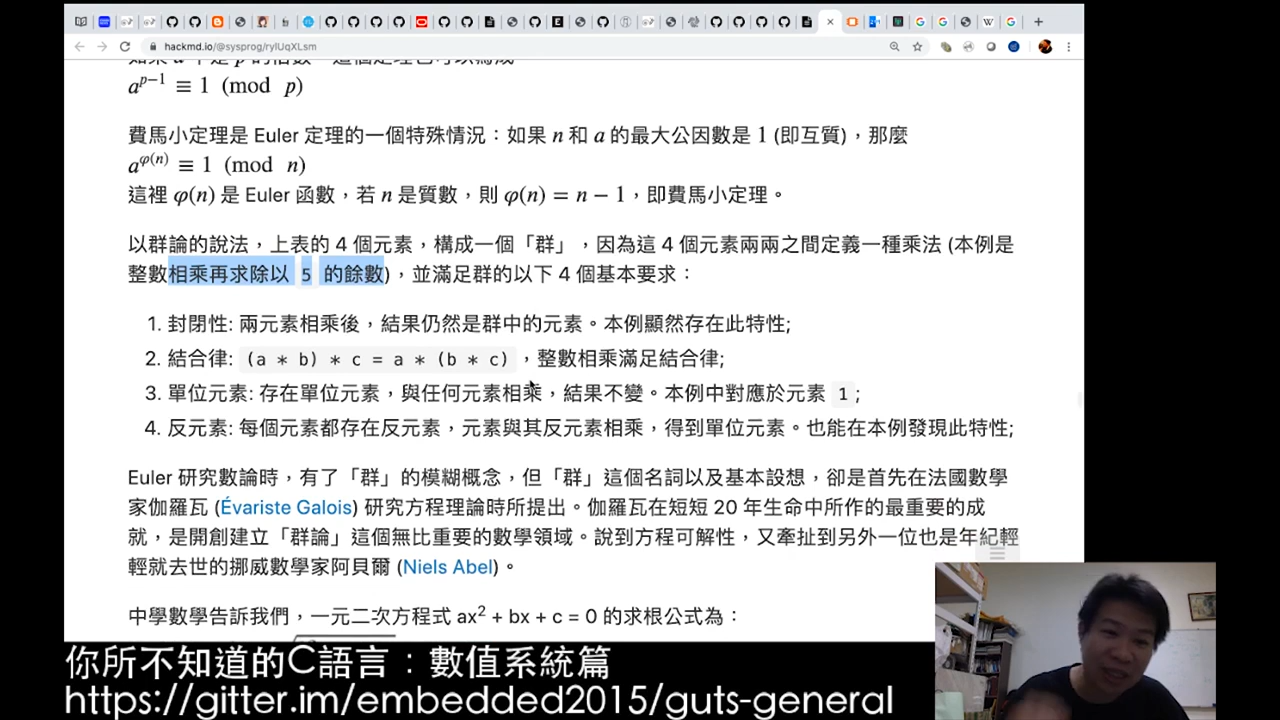 hackmd.io/@sysprog/rylUqXLsm
a^{p−1} ≡ 1 (mod p)
費馬小定理是 Euler 定理的一個特殊情況：如果 n 和 a 的最大公因數是 1 (即互質)，那麼
a^{φ(n)} ≡ 1 (mod n)
這裡 φ(n) 是 Euler 函數，若 n 是質數，則 φ(n) = n − 1，即費馬小定理。
以群論的說法，上表的 4 個元素，構成一個「群」，因為這 4 個元素兩兩之間定義一種乘法 (本例是
整數相乘再求除以 5 的餘數)，並滿足群的以下 4 個基本要求：
1. 封閉性: 兩元素相乘後，結果仍然是群中的元素。本例顯然存在此特性;
2. 結合律: (a * b) * c = a * (b * c) ，整數相乘滿足結合律;
3. 單位元素: 存在單位元素，與任何元素相乘，結果不變。本例中對應於元素 1 ;
4. 反元素: 每個元素都存在反元素，元素與其反元素相乘，得到單位元素。也能在本例發現此特性;
Euler 研究數論時，有了「群」的模糊概念，但「群」這個名詞以及基本設想，卻是首先在法國數學
家伽羅瓦 (Évariste Galois) 研究方程理論時所提出。伽羅瓦在短短 20 年生命中所作的最重要的成
就，是開創建立「群論」這個無比重要的數學領域。說到方程可解性，又牽扯到另外一位也是年紀輕
輕就去世的挪威數學家阿貝爾 (Niels Abel)。
中學數學告訴我們，一元二次方程式 ax² + bx + c = 0 的求根公式為：
你所不知道的C語言：數值系統篇
https://gitter.im/embedded2015/guts-general